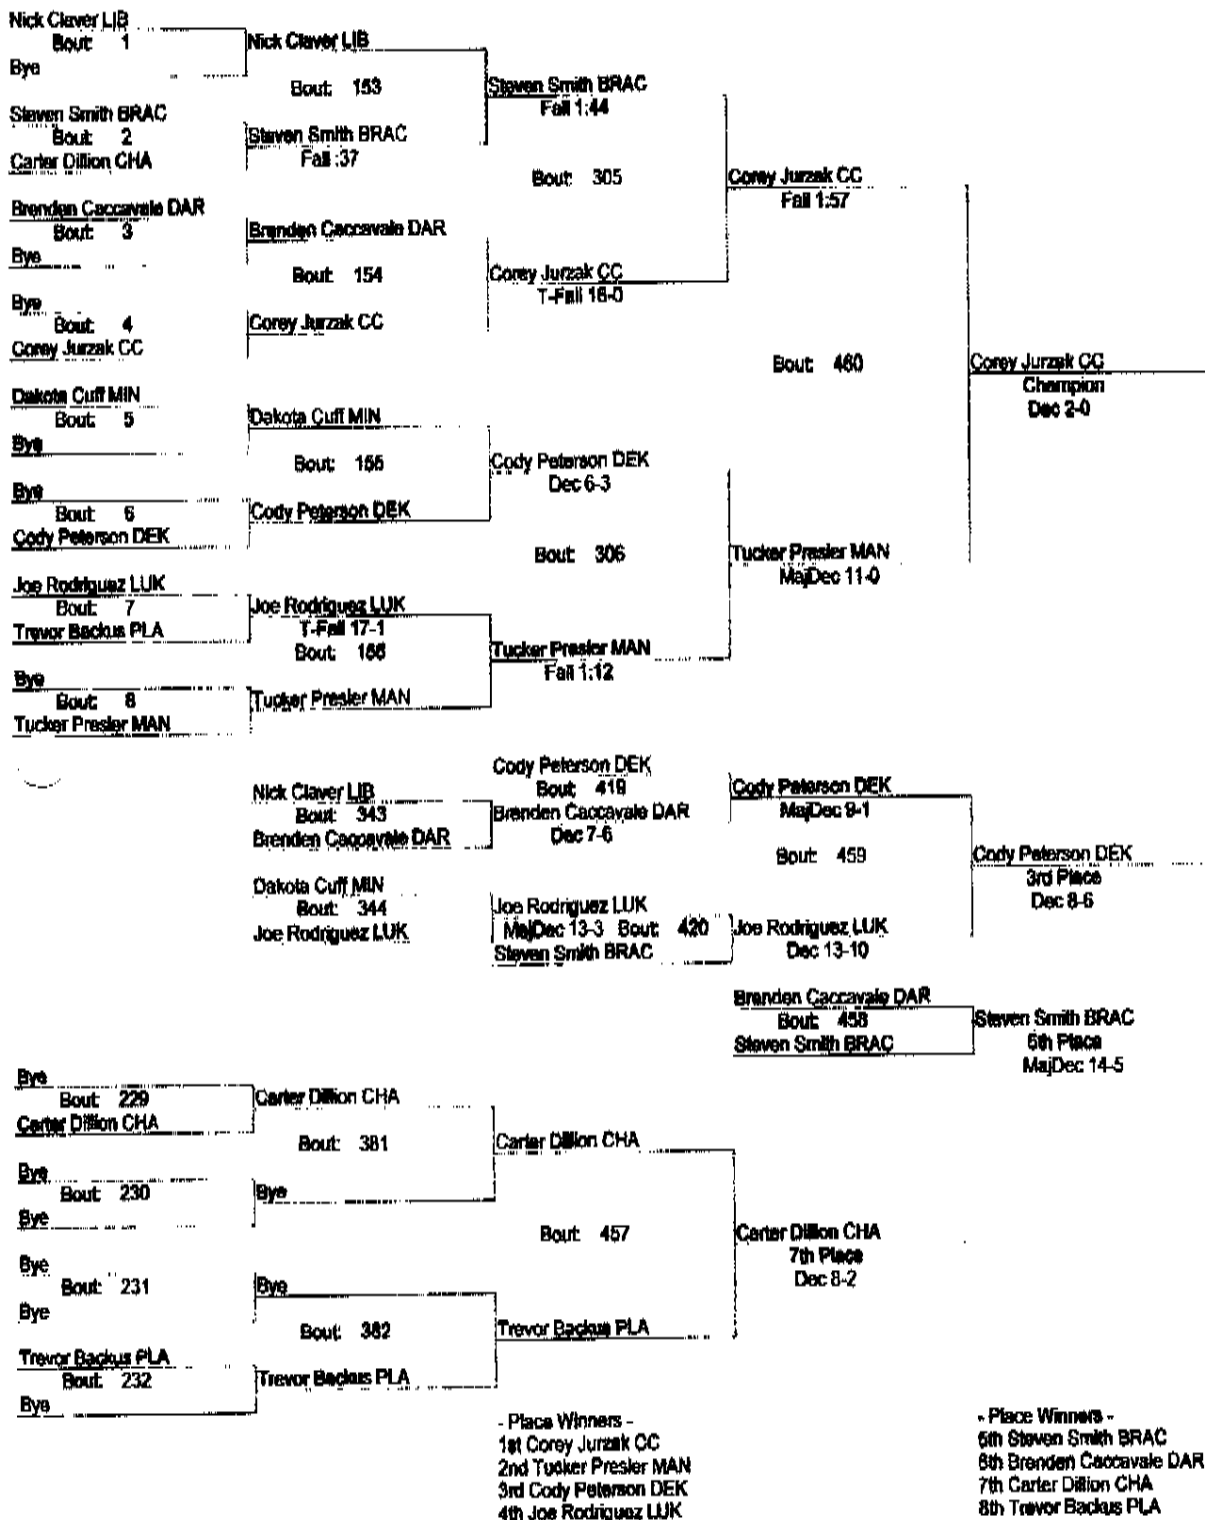 Nick Claver LIB
Bout: 1
Bye
Nick Claver LIB
Bout: 153
Steven Smith BRAC
Fall 1:44
Steven Smith BRAC
Bout: 2
Carter Dillion CHA
Steven Smith BRAC
Fall :37
Bout: 305
Corey Jurzak CC
Fall 1:57
Brenden Caccavale DAR
Bout: 3
Bye
Brenden Caccavale DAR
Bout: 154
Corey Jurzak CC
T-Fall 16-0
Bye
Bout: 4
Corey Jurzak CC
Corey Jurzak CC
Bout: 460
Corey Jurzak CC
Champion
Dec 2-0
Dakota Cuff MIN
Bout: 5
Bye
Dakota Cuff MIN
Bout: 155
Cody Peterson DEK
Dec 6-3
Bye
Bout: 6
Cody Peterson DEK
Cody Peterson DEK
Bout: 306
Tucker Presler MAN
MajDec 11-0
Joe Rodriguez LUK
Bout: 7
Trevor Backus PLA
Joe Rodriguez LUK
T-Fall 17-1
Bout: 156
Tucker Presler MAN
Fall 1:12
Bye
Bout: 8
Tucker Presler MAN
Tucker Presler MAN
Nick Claver LIB
Bout: 343
Brenden Caccavale DAR
Cody Peterson DEK
Bout: 419
Brenden Caccavale DAR
Dec 7-6
Cody Peterson DEK
MajDec 9-1
Bout: 459
Cody Peterson DEK
3rd Place
Dec 8-6
Dakota Cuff MIN
Bout: 344
Joe Rodriguez LUK
Joe Rodriguez LUK
MajDec 13-3 Bout: 420
Steven Smith BRAC
Joe Rodriguez LUK
Dec 13-10
Brenden Caccavale DAR
Bout: 458
Steven Smith BRAC
Steven Smith BRAC
5th Place
MajDec 14-5
Bye
Bout: 229
Carter Dillion CHA
Carter Dillion CHA
Bout: 381
Carter Dillion CHA
Bye
Bout: 230
Bye
Bye
Bout: 457
Carter Dillion CHA
7th Place
Dec 8-2
Bye
Bout: 231
Bye
Bye
Bout: 382
Trevor Backus PLA
Trevor Backus PLA
Bout: 232
Bye
Trevor Backus PLA
- Place Winners -
1st Corey Jurzak CC
2nd Tucker Presler MAN
3rd Cody Peterson DEK
4th Joe Rodriguez LUK
- Place Winners -
5th Steven Smith BRAC
6th Brenden Caccavale DAR
7th Carter Dillion CHA
8th Trevor Backus PLA